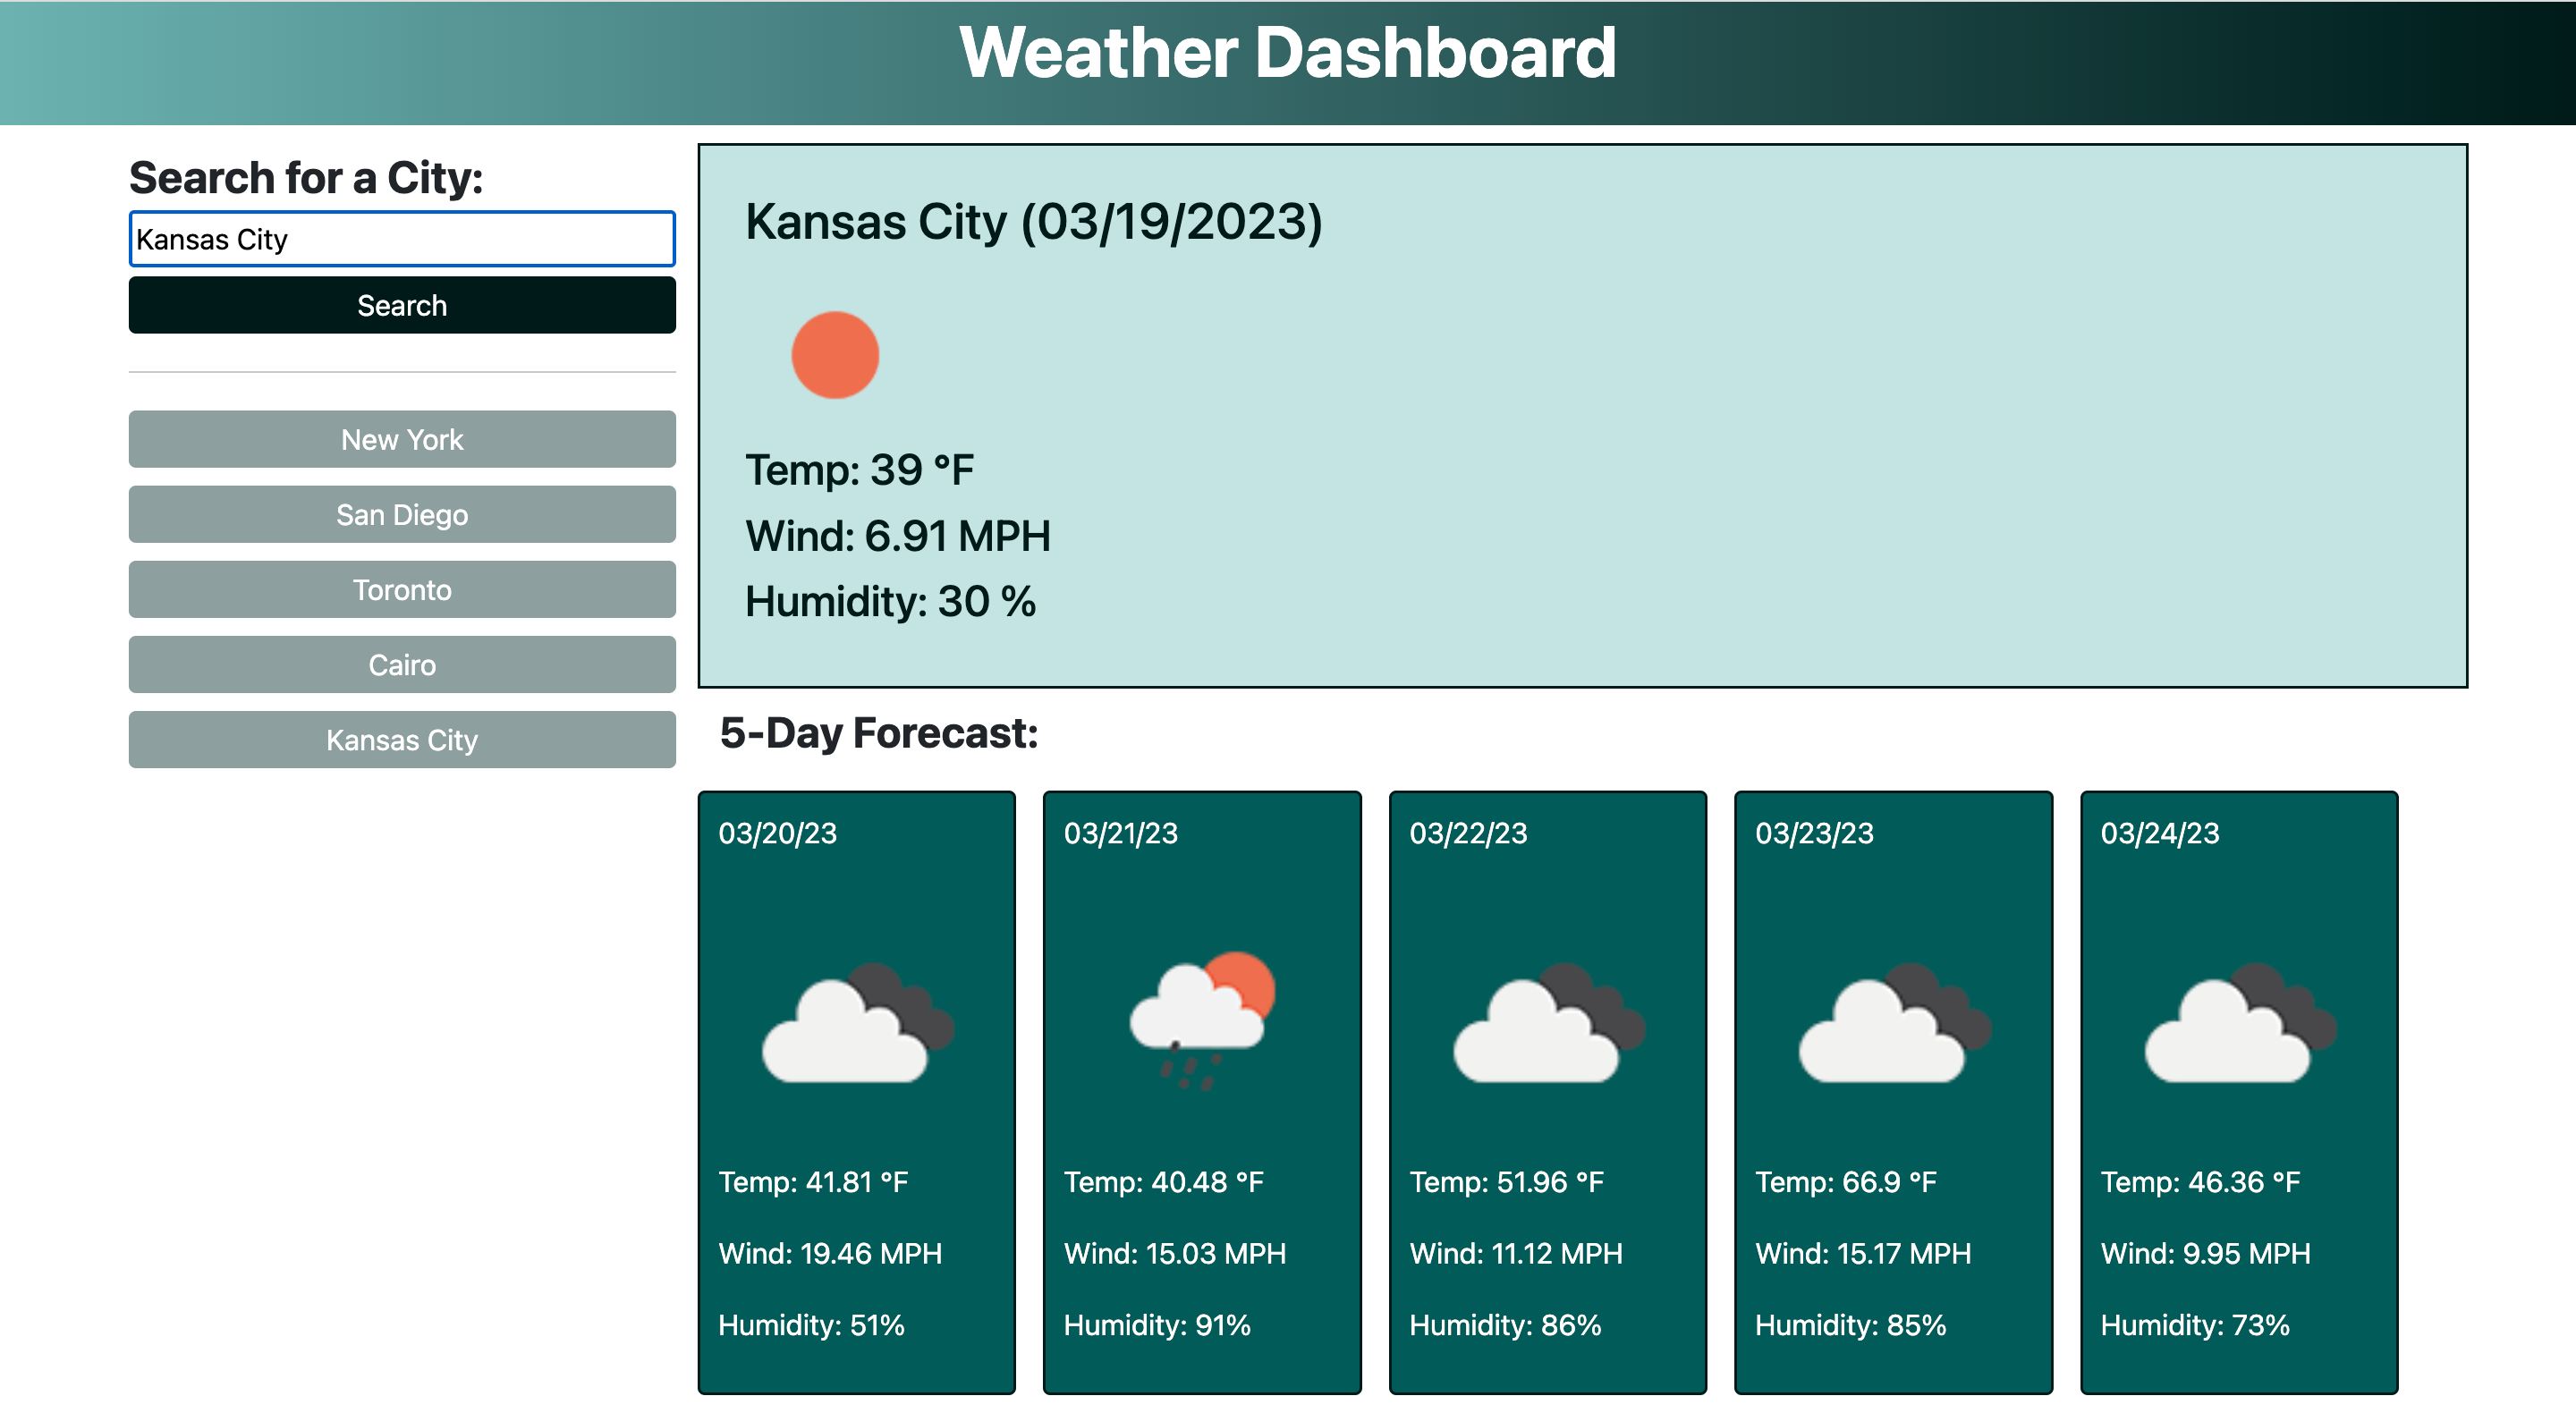 Weather Dashboard
Search for a City:
Kansas City
Search
New York
San Diego
Toronto
Cairo
Kansas City
Kansas City (03/19/2023)
Temp: 39 °F
Wind: 6.91 MPH
Humidity: 30 %
5-Day Forecast:
03/20/23
Temp: 41.81 °F
Wind: 19.46 MPH
Humidity: 51%
03/21/23
Temp: 40.48 °F
Wind: 15.03 MPH
Humidity: 91%
03/22/23
Temp: 51.96 °F
Wind: 11.12 MPH
Humidity: 86%
03/23/23
Temp: 66.9 °F
Wind: 15.17 MPH
Humidity: 85%
03/24/23
Temp: 46.36 °F
Wind: 9.95 MPH
Humidity: 73%